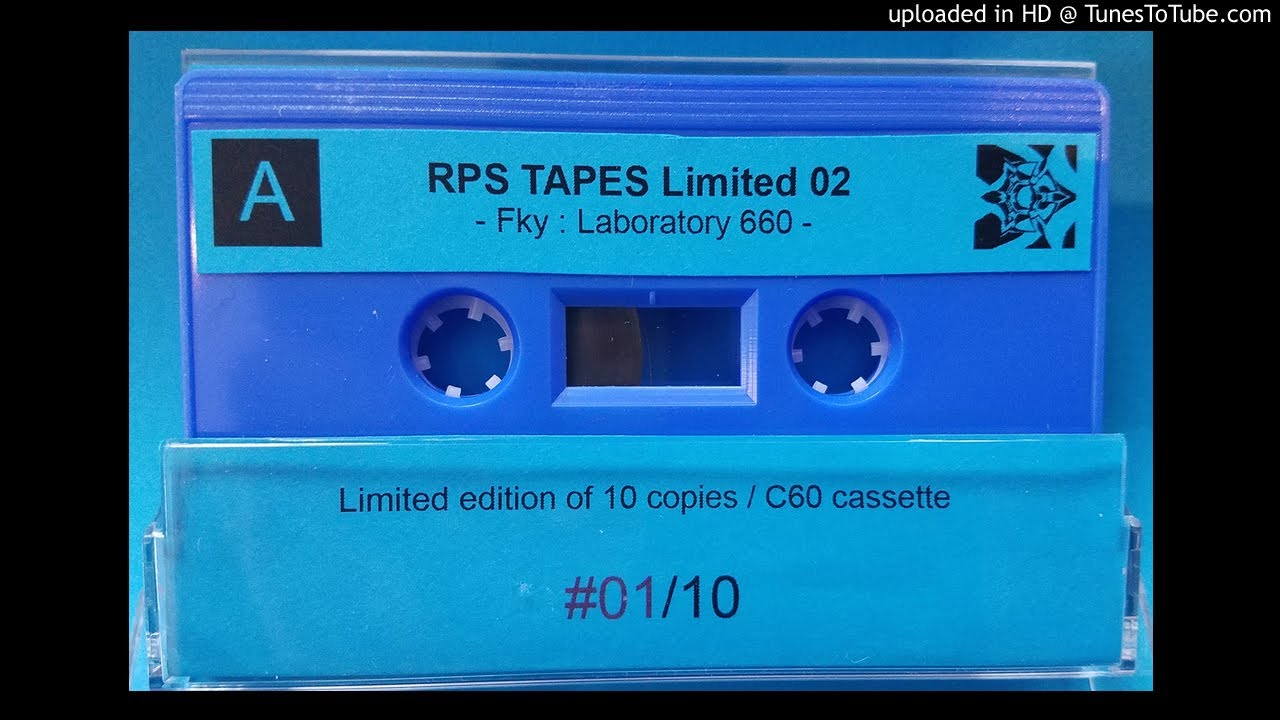 uploaded in HD @ TunesToTube.com
A
RPS TAPES Limited 02
- Fky : Laboratory 660 -
Limited edition of 10 copies / C60 cassette
#01/10